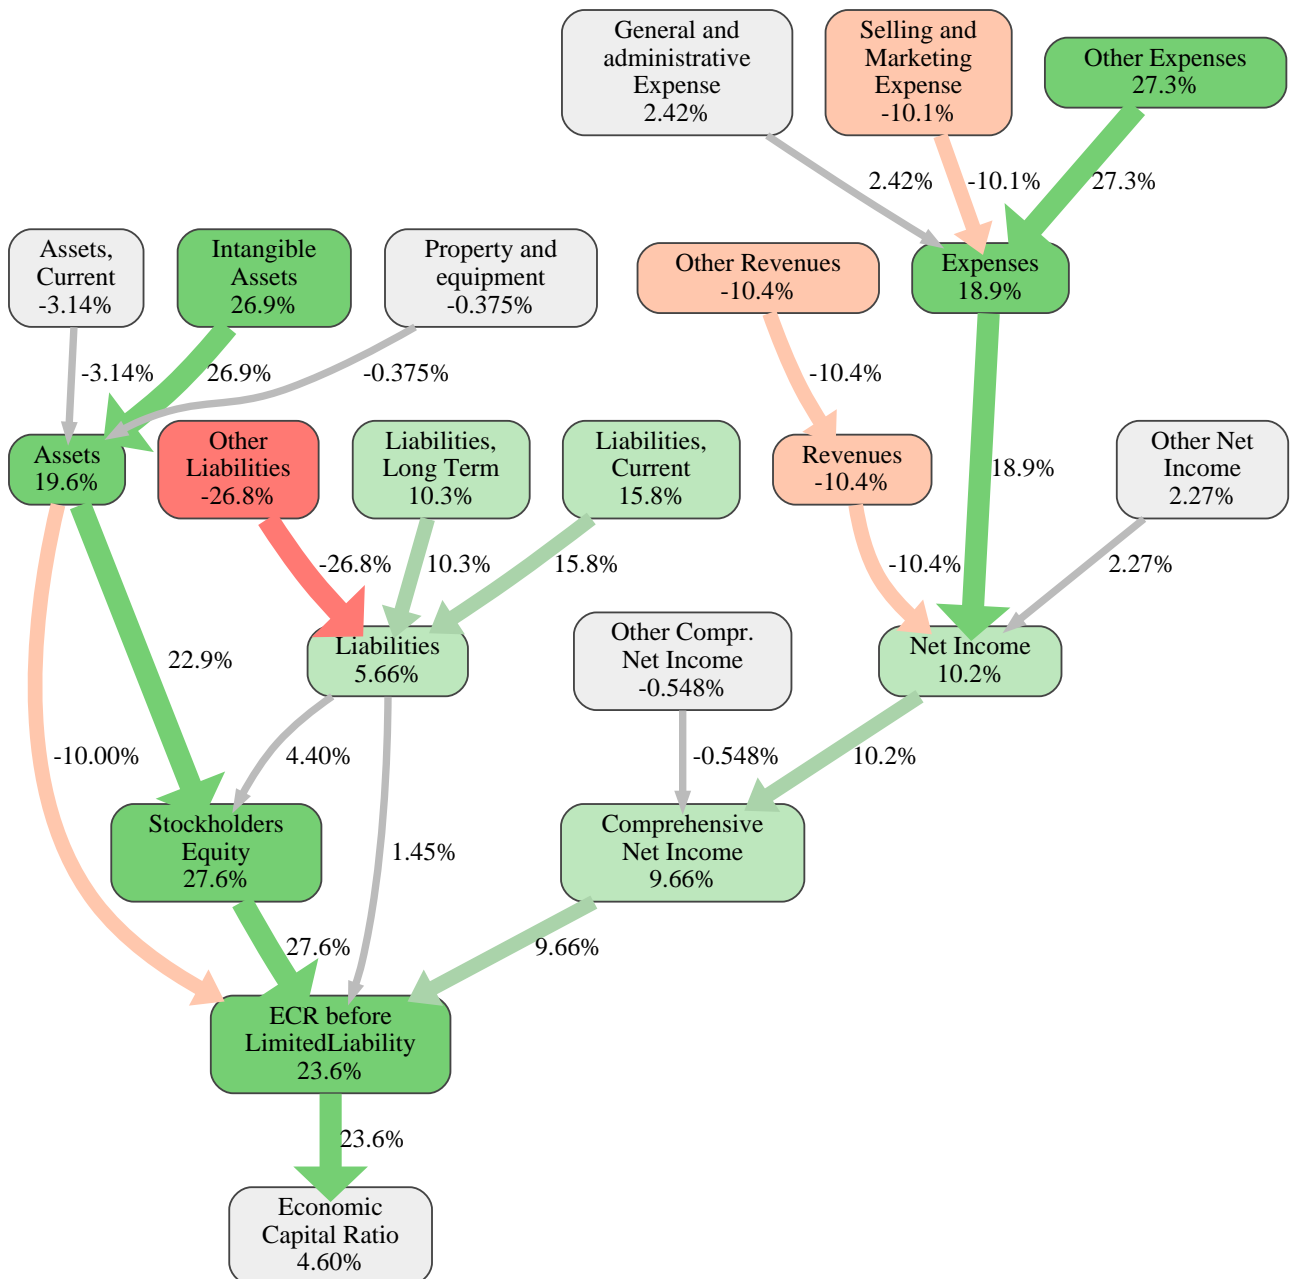 General and
administrative
Expense
2.42%
Selling and
Marketing
Expense
-10.1%
Other Expenses
27.3%
2.42%
-10.1%
27.3%
Assets,
Current
-3.14%
Intangible
Assets
26.9%
Property and
equipment
-0.375%
Other Revenues
-10.4%
Expenses
18.9%
-3.14%
26.9%
-0.375%
-10.4%
Assets
19.6%
Other
Liabilities
-26.8%
Liabilities,
Long Term
10.3%
Liabilities,
Current
15.8%
Revenues
-10.4%
18.9%
Other Net
Income
2.27%
-26.8%
10.3%
15.8%
-10.4%
2.27%
22.9%
Liabilities
5.66%
Other Compr.
Net Income
-0.548%
Net Income
10.2%
-10.00%
4.40%
-0.548%
10.2%
Stockholders
Equity
27.6%
1.45%
Comprehensive
Net Income
9.66%
27.6%
9.66%
ECR before
LimitedLiability
23.6%
23.6%
Economic
Capital Ratio
4.60%